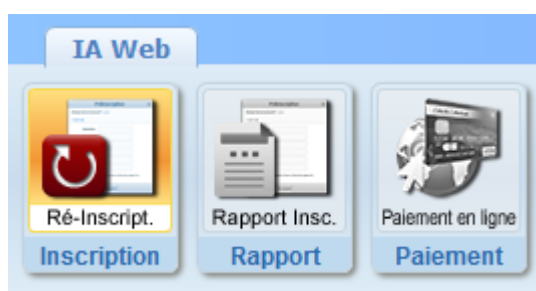 IA Web
Ré-Inscript.
Rapport Insc.
Paiement en ligne
Inscription
Rapport
Paiement